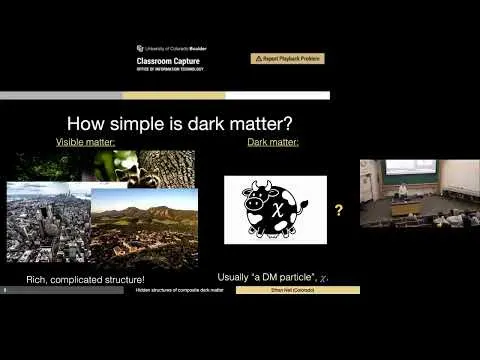 University of Colorado Boulder
Classroom Capture
OFFICE OF INFORMATION TECHNOLOGY
Report Playback Problem
How simple is dark matter?
Visible matter:
Dark matter:
χ
?
Rich, complicated structure!
Usually "a DM particle", χ.
Hidden structures of composite dark matter
Ethan Neil (Colorado)